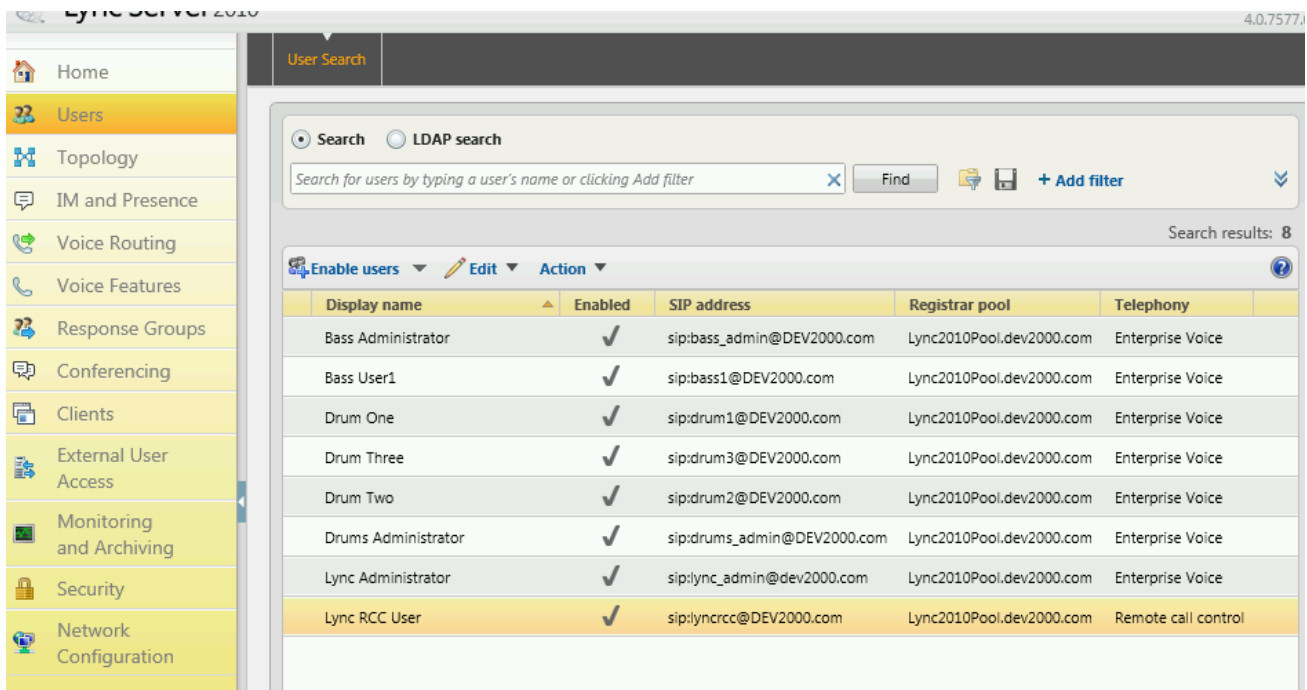 Lync Server 2010
4.0.7577.
Home
Users
Topology
IM and Presence
Voice Routing
Voice Features
Response Groups
Conferencing
Clients
External User
Access
Monitoring
and Archiving
Security
Network
Configuration
User Search
Search LDAP search
Search for users by typing a user's name or clicking Add filter Find + Add filter
Search results: 8
Enable users Edit Action
Display name Enabled SIP address Registrar pool Telephony
Bass Administrator sip:bass_admin@DEV2000.com Lync2010Pool.dev2000.com Enterprise Voice
Bass User1 sip:bass1@DEV2000.com Lync2010Pool.dev2000.com Enterprise Voice
Drum One sip:drum1@DEV2000.com Lync2010Pool.dev2000.com Enterprise Voice
Drum Three sip:drum3@DEV2000.com Lync2010Pool.dev2000.com Enterprise Voice
Drum Two sip:drum2@DEV2000.com Lync2010Pool.dev2000.com Enterprise Voice
Drums Administrator sip:drums_admin@DEV2000.com Lync2010Pool.dev2000.com Enterprise Voice
Lync Administrator sip:lync_admin@dev2000.com Lync2010Pool.dev2000.com Enterprise Voice
Lync RCC User sip:lyncrcc@DEV2000.com Lync2010Pool.dev2000.com Remote call control